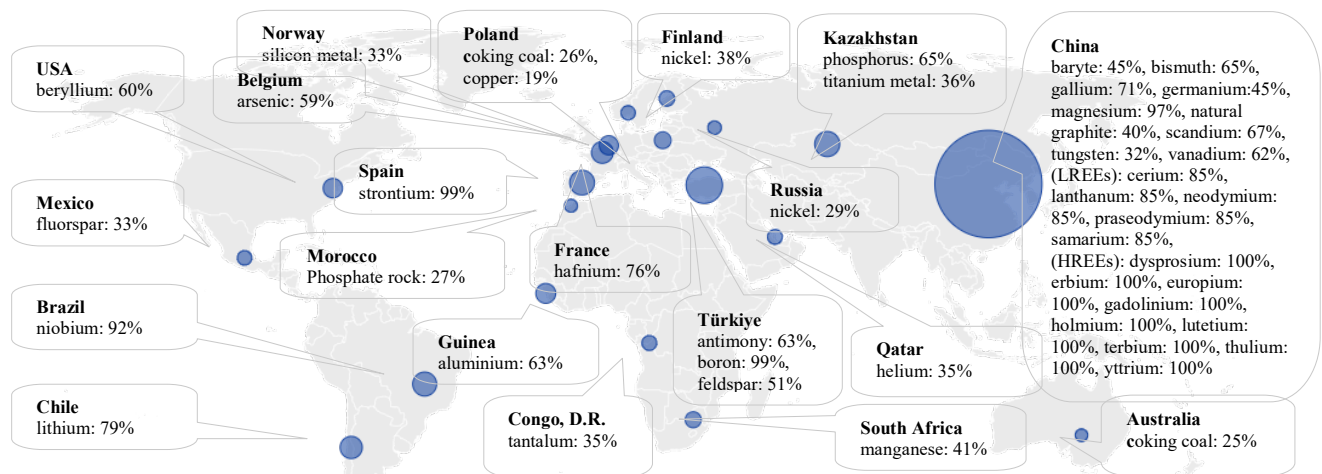 Norway
silicon metal: 33%
Poland
coking coal: 26%,
copper: 19%
Finland
nickel: 38%
Kazakhstan
phosphorus: 65%
titanium metal: 36%
China
baryte: 45%, bismuth: 65%,
gallium: 71%, germanium:45%,
magnesium: 97%, natural
graphite: 40%, scandium: 67%,
tungsten: 32%, vanadium: 62%,
(LREEs): cerium: 85%,
lanthanum: 85%, neodymium:
85%, praseodymium: 85%,
samarium: 85%,
(HREEs): dysprosium: 100%,
erbium: 100%, europium:
100%, gadolinium: 100%,
holmium: 100%, lutetium:
100%, terbium: 100%, thulium:
100%, yttrium: 100%
USA
beryllium: 60%
Belgium
arsenic: 59%
Spain
strontium: 99%
Russia
nickel: 29%
Mexico
fluorspar: 33%
Morocco
Phosphate rock: 27%
France
hafnium: 76%
Brazil
niobium: 92%
Guinea
aluminium: 63%
Türkiye
antimony: 63%,
boron: 99%,
feldspar: 51%
Qatar
helium: 35%
Chile
lithium: 79%
Congo, D.R.
tantalum: 35%
South Africa
manganese: 41%
Australia
coking coal: 25%